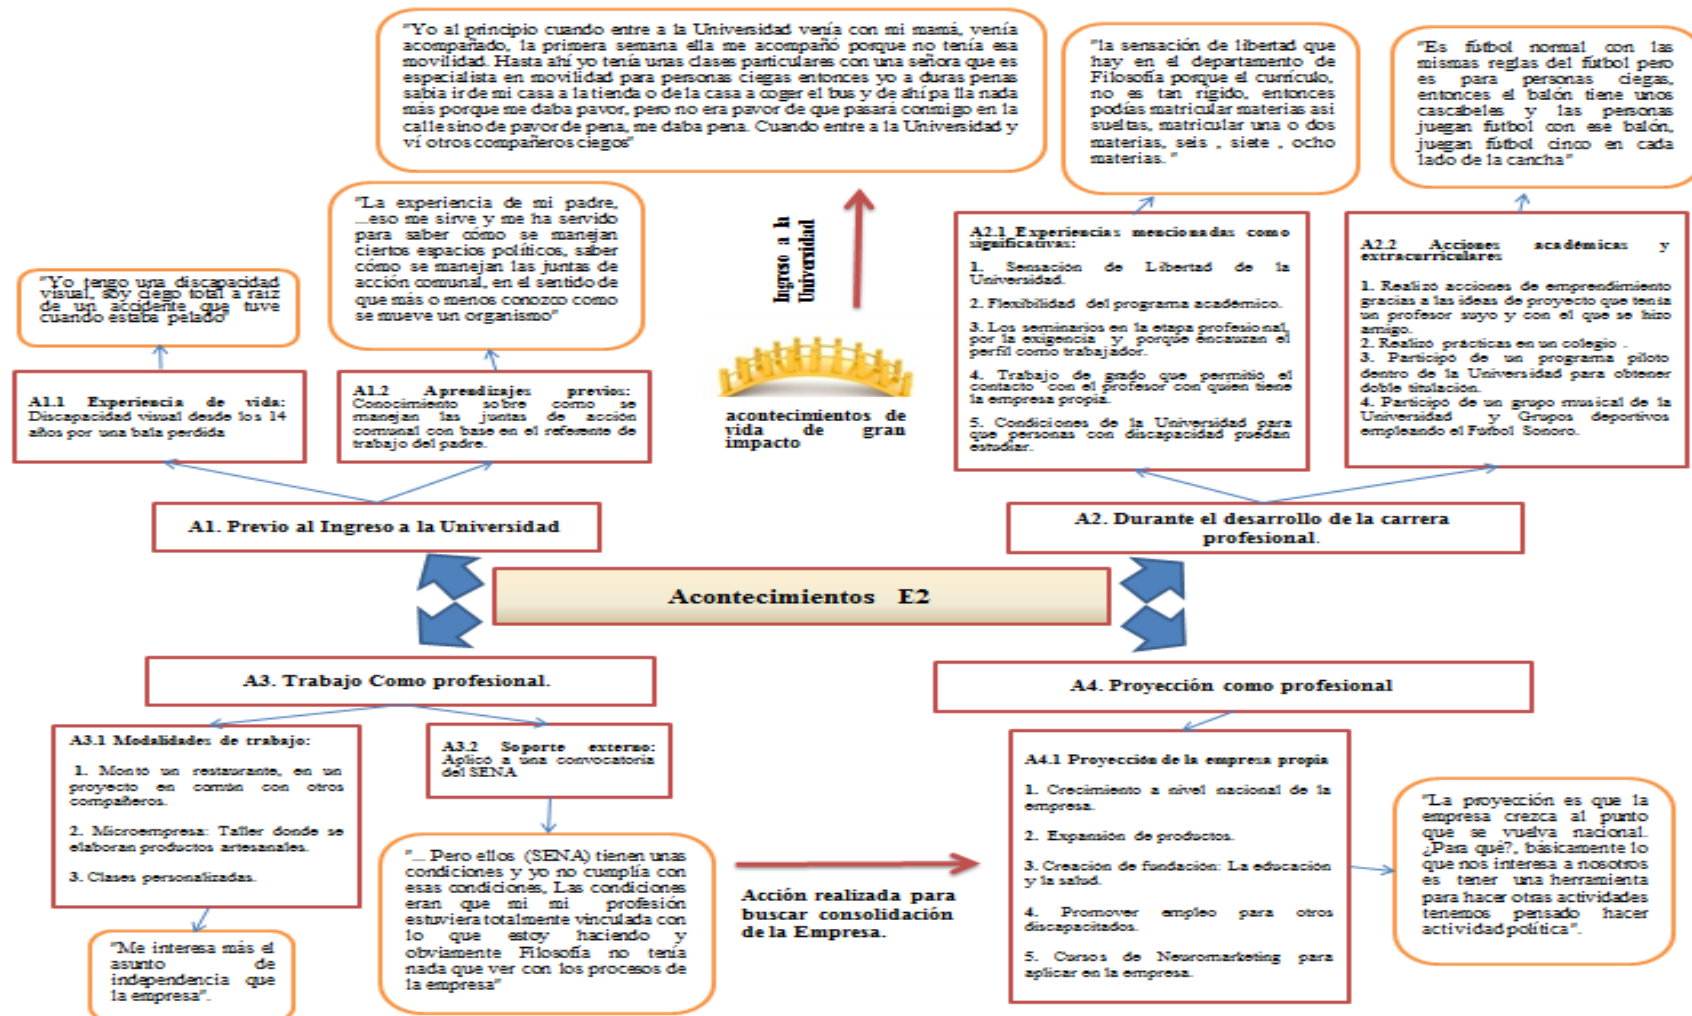 "Yo al principio cuando entre a la Universidad venía con mi mamá, venía
acompañado, la primera semana ella me acompañó porque no tenía esa
movilidad. Hasta ahí yo tenía unas clases particulares con una señora que es
especialista en movilidad para personas ciegas entonces yo a duras penas
sabia ir de mi casa a la tienda o de la casa a coger el bus y de ahí pa lla nada
más porque me daba pavor, pero no era pavor de que pasará conmigo en la
calle sino de pavor de pena, me daba pena. Cuando entre a la Universidad y
ví otros compañeros ciegos"
"la sensación de libertad que
hay en el departamento de
Filosofía porque el currículo,
no es tan rígido, entonces
podías matricular materias asi
sueltas, matricular una o dos
materias, seis , siete , ocho
materias. "
"Es fútbol normal con las
mismas reglas del fútbol pero
es para personas ciegas,
entonces el balón tiene unos
cascabeles y las personas
juegan futbol con ese balón,
juegan fútbol cinco en cada
lado de la cancha"
"La experiencia de mi padre,
...eso me sirve y me ha servido
para saber cómo se manejan
ciertos espacios políticos, saber
cómo se manejan las juntas de
acción comunal, en el sentido de
que más o menos conozco como
se mueve un organismo"
"Yo tengo una discapacidad
visual, soy ciego total a raíz
de un accidente que tuve
cuando estaba pelado"
Ingreso a la
Universidad
acontecimientos de
vida de gran
impacto
A1.1 Experiencia de vida:
Discapacidad visual desde los 14
años por una bala perdida
A1.2 Aprendizajes previos:
Conocimiento sobre como se
manejan las juntas de acción
comunal con base en el referente de
trabajo del padre.
A2.1 Experiencias mencionadas como
significativas:
1. Sensación de Libertad de la
Universidad.
2. Flexibilidad del programa académico.
3. Los seminarios en la etapa profesional,
por la exigencia y porque encauzan el
perfil como trabajador.
4. Trabajo de grado que permitió el
contacto con el profesor con quien tiene
la empresa propia.
5. Condiciones de la Universidad para
que personas con discapacidad puedan
estudiar.
A2.2 Acciones académicas y
extracurriculares
1. Realizó acciones de emprendimiento
gracias a las ideas de proyecto que tenía
un profesor suyo y con el que se hizo
amigo.
2. Realizó prácticas en un colegio .
3. Participó de un programa piloto
dentro de la Universidad para obtener
doble titulación.
4. Participó de un grupo musical de la
Universidad y Grupos deportivos
empleando el Fútbol Sonoro.
A1. Previo al Ingreso a la Universidad
A2. Durante el desarrollo de la carrera
profesional.
Acontecimientos E2
A3. Trabajo Como profesional.
A4. Proyección como profesional
A3.1 Modalidades de trabajo:
1. Montó un restaurante, en un
proyecto en común con otros
compañeros.
2. Microempresa: Taller donde se
elaboran productos artesanales.
3. Clases personalizadas.
A3.2 Soporte externo:
Aplicó a una convocatoria
del SENA
"Me interesa más el
asunto de
independencia que
la empresa".
"... Pero ellos (SENA) tienen unas
condiciones y yo no cumplía con
esas condiciones, Las condiciones
eran que mi mi profesión
estuviera totalmente vinculada con
lo que estoy haciendo y
obviamente Filosofía no tenía
nada que ver con los procesos de
la empresa"
Acción realizada para
buscar consolidación
de la Empresa.
A4.1 Proyección de la empresa propia
1. Crecimiento a nivel nacional de la
empresa.
2. Expansión de productos.
3. Creación de fundación: La educación
y la salud.
4. Promover empleo para otros
discapacitados.
5. Cursos de Neuromarketing para
aplicar en la empresa.
"La proyección es que la
empresa crezca al punto
que se vuelva nacional.
¿Para qué?, básicamente lo
que nos interesa a nosotros
es tener una herramienta
para hacer otras actividades
tenemos pensado hacer
actividad política".